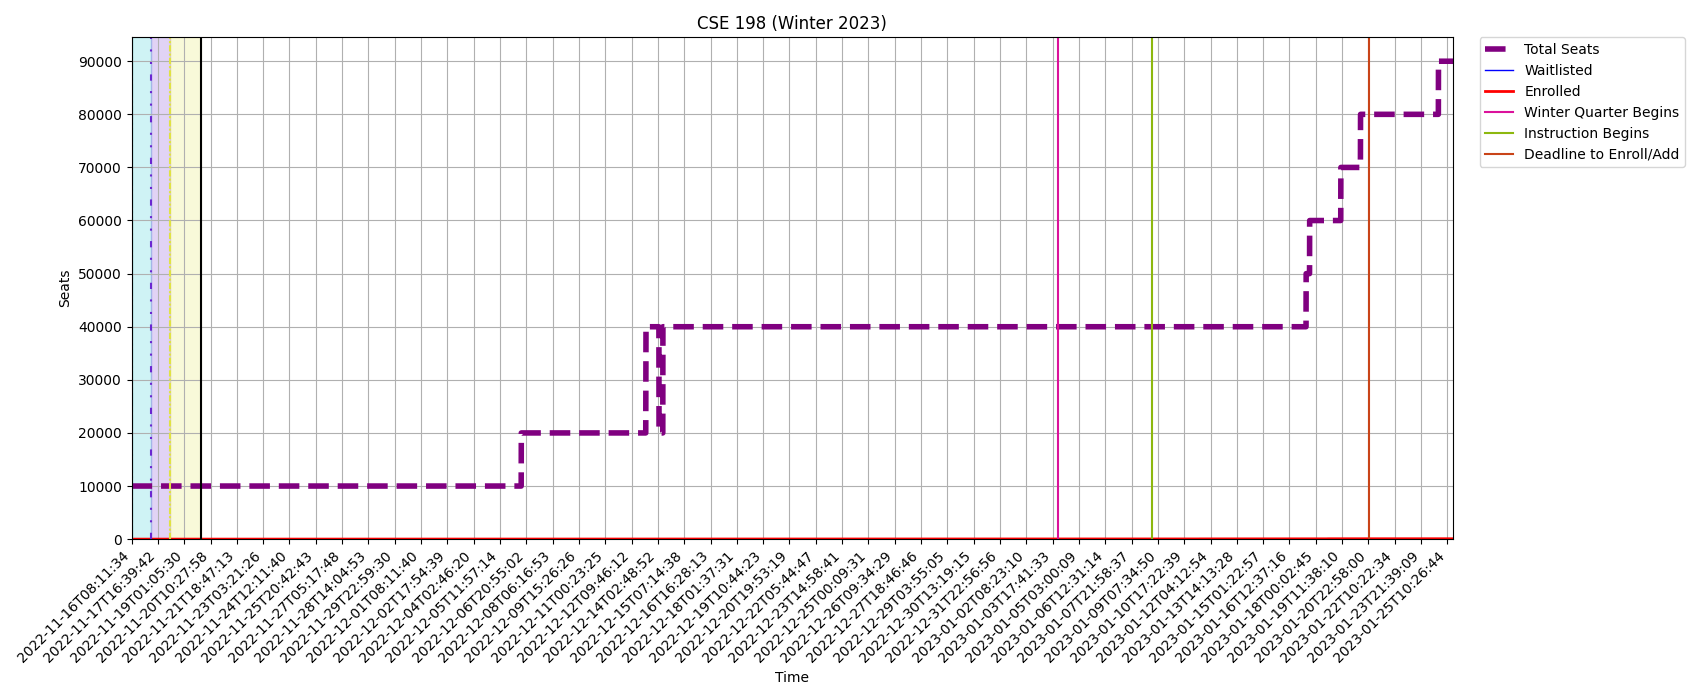 CSE 198 (Winter 2023)
Total Seats
Waitlisted
Enrolled
Winter Quarter Begins
Instruction Begins
Deadline to Enroll/Add
Seats
90000
80000
70000
60000
50000
40000
30000
20000
10000
0
2022-11-16T08:11:34
2022-11-17T16:39:42
2022-11-19T01:05:30
2022-11-20T10:27:58
2022-11-21T18:47:13
2022-11-23T03:21:26
2022-11-24T12:11:40
2022-11-25T20:42:43
2022-11-27T05:17:48
2022-11-28T14:04:53
2022-11-29T22:59:30
2022-12-01T08:11:40
2022-12-02T17:54:39
2022-12-05T02:46:20
2022-12-05T11:57:14
2022-12-06T20:55:02
2022-12-08T06:16:53
2022-12-09T15:26:26
2022-12-11T00:23:25
2022-12-12T09:46:12
2022-12-14T02:48:52
2022-12-15T07:14:38
2022-12-16T16:28:13
2022-12-18T01:37:31
2022-12-19T10:44:23
2022-12-20T19:53:19
2022-12-22T05:44:47
2022-12-23T14:58:41
2022-12-25T00:09:31
2022-12-26T09:34:29
2022-12-27T18:46:46
2022-12-29T03:55:05
2022-12-30T13:19:15
2022-12-31T22:56:56
2023-01-02T08:23:10
2023-01-03T17:41:33
2023-01-05T03:00:09
2023-01-06T12:31:14
2023-01-07T21:58:37
2023-01-09T07:34:50
2023-01-10T17:22:39
2023-01-12T04:12:54
2023-01-13T14:13:28
2023-01-15T01:22:57
2023-01-16T12:37:16
2023-01-18T00:02:45
2023-01-19T11:38:10
2023-01-20T22:58:00
2023-01-22T10:22:34
2023-01-23T21:39:09
2023-01-25T10:26:44
Time